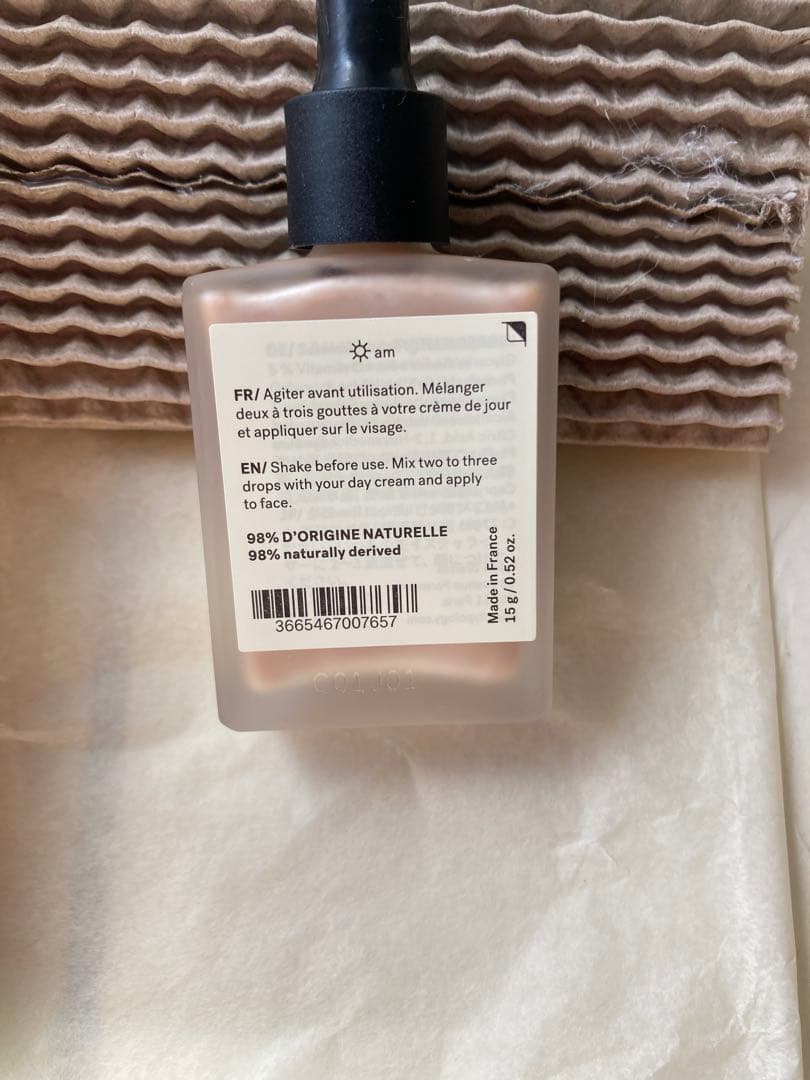 am
FR/ Agiter avant utilisation. Mélanger
deux à trois gouttes à votre crème de jour
et appliquer sur le visage.
EN/ Shake before use. Mix two to three
drops with your day cream and apply
to face.
98% D'ORIGINE NATURELLE
98% naturally derived
3665467007657
Made in France
15 g / 0.52 oz.